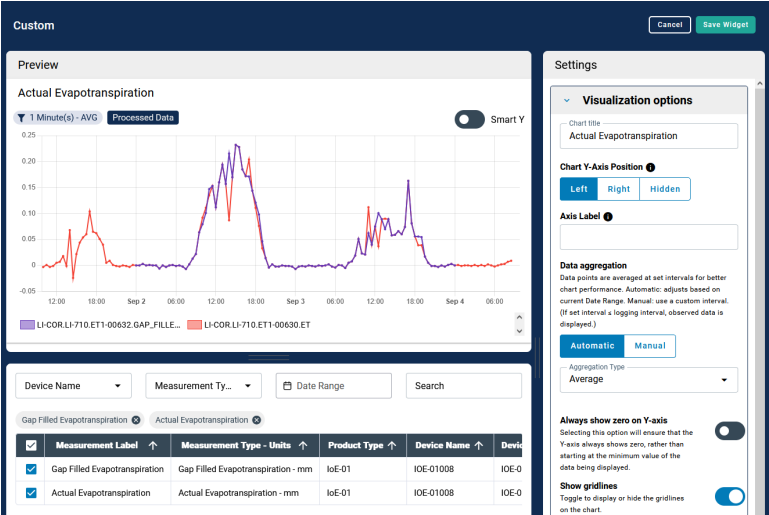 Custom
Cancel
Save Widget
Preview
Actual Evapotranspiration
1 Minute(s) - AVG
Processed Data
Smart Y
0.25
0.20
0.15
0.10
0.05
0
-0.05
12:00 18:00 Sep 2 06:00 12:00 18:00 Sep 3 06:00 12:00 18:00 Sep 4 06:00
LI-COR.LI-710.ET1-00632.GAP_FILLE... LI-COR.LI-710.ET1-00630.ET
Device Name
Measurement Ty...
Date Range
Search
Gap Filled Evapotranspiration
Actual Evapotranspiration
Measurement Label Measurement Type - Units Product Type Device Name Devic
Gap Filled Evapotranspiration Gap Filled Evapotranspiration - mm IoE-01 IOE-01008 IOE-0
Actual Evapotranspiration Actual Evapotranspiration - mm IoE-01 IOE-01008 IOE-0
Settings
Visualization options
Chart title
Actual Evapotranspiration
Chart Y-Axis Position
Left Right Hidden
Axis Label
Data aggregation
Data points are averaged at set intervals for better
chart performance. Automatic: adjusts based on
current Date Range. Manual: use a custom interval.
(If set interval ≤ logging interval, observed data is
displayed.)
Automatic Manual
Aggregation Type
Average
Always show zero on Y-axis
Selecting this option will ensure that the
Y-axis always shows zero, rather than
starting at the minimum value of the
data being displayed.
Show gridlines
Toggle to display or hide the gridlines
on the chart.